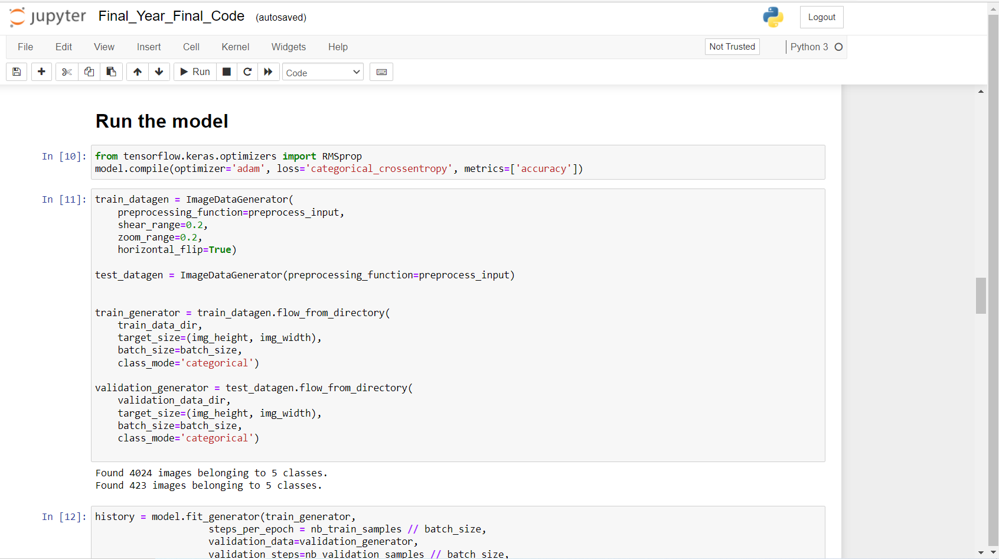 jupyter Final_Year_Final_Code (autosaved) Logout
File Edit View Insert Cell Kernel Widgets Help Not Trusted Python 3
Run Code
Run the model
In [10]: from tensorflow.keras.optimizers import RMSprop
model.compile(optimizer='adam', loss='categorical_crossentropy', metrics=['accuracy'])
In [11]: train_datagen = ImageDataGenerator(
preprocessing_function=preprocess_input,
shear_range=0.2,
zoom_range=0.2,
horizontal_flip=True)
test_datagen = ImageDataGenerator(preprocessing_function=preprocess_input)
train_generator = train_datagen.flow_from_directory(
train_data_dir,
target_size=(img_height, img_width),
batch_size=batch_size,
class_mode='categorical')
validation_generator = test_datagen.flow_from_directory(
validation_data_dir,
target_size=(img_height, img_width),
batch_size=batch_size,
class_mode='categorical')
Found 4024 images belonging to 5 classes.
Found 423 images belonging to 5 classes.
In [12]: history = model.fit_generator(train_generator,
steps_per_epoch = nb_train_samples // batch_size,
validation_data=validation_generator,
validation_steps=nb_validation_samples // batch_size,